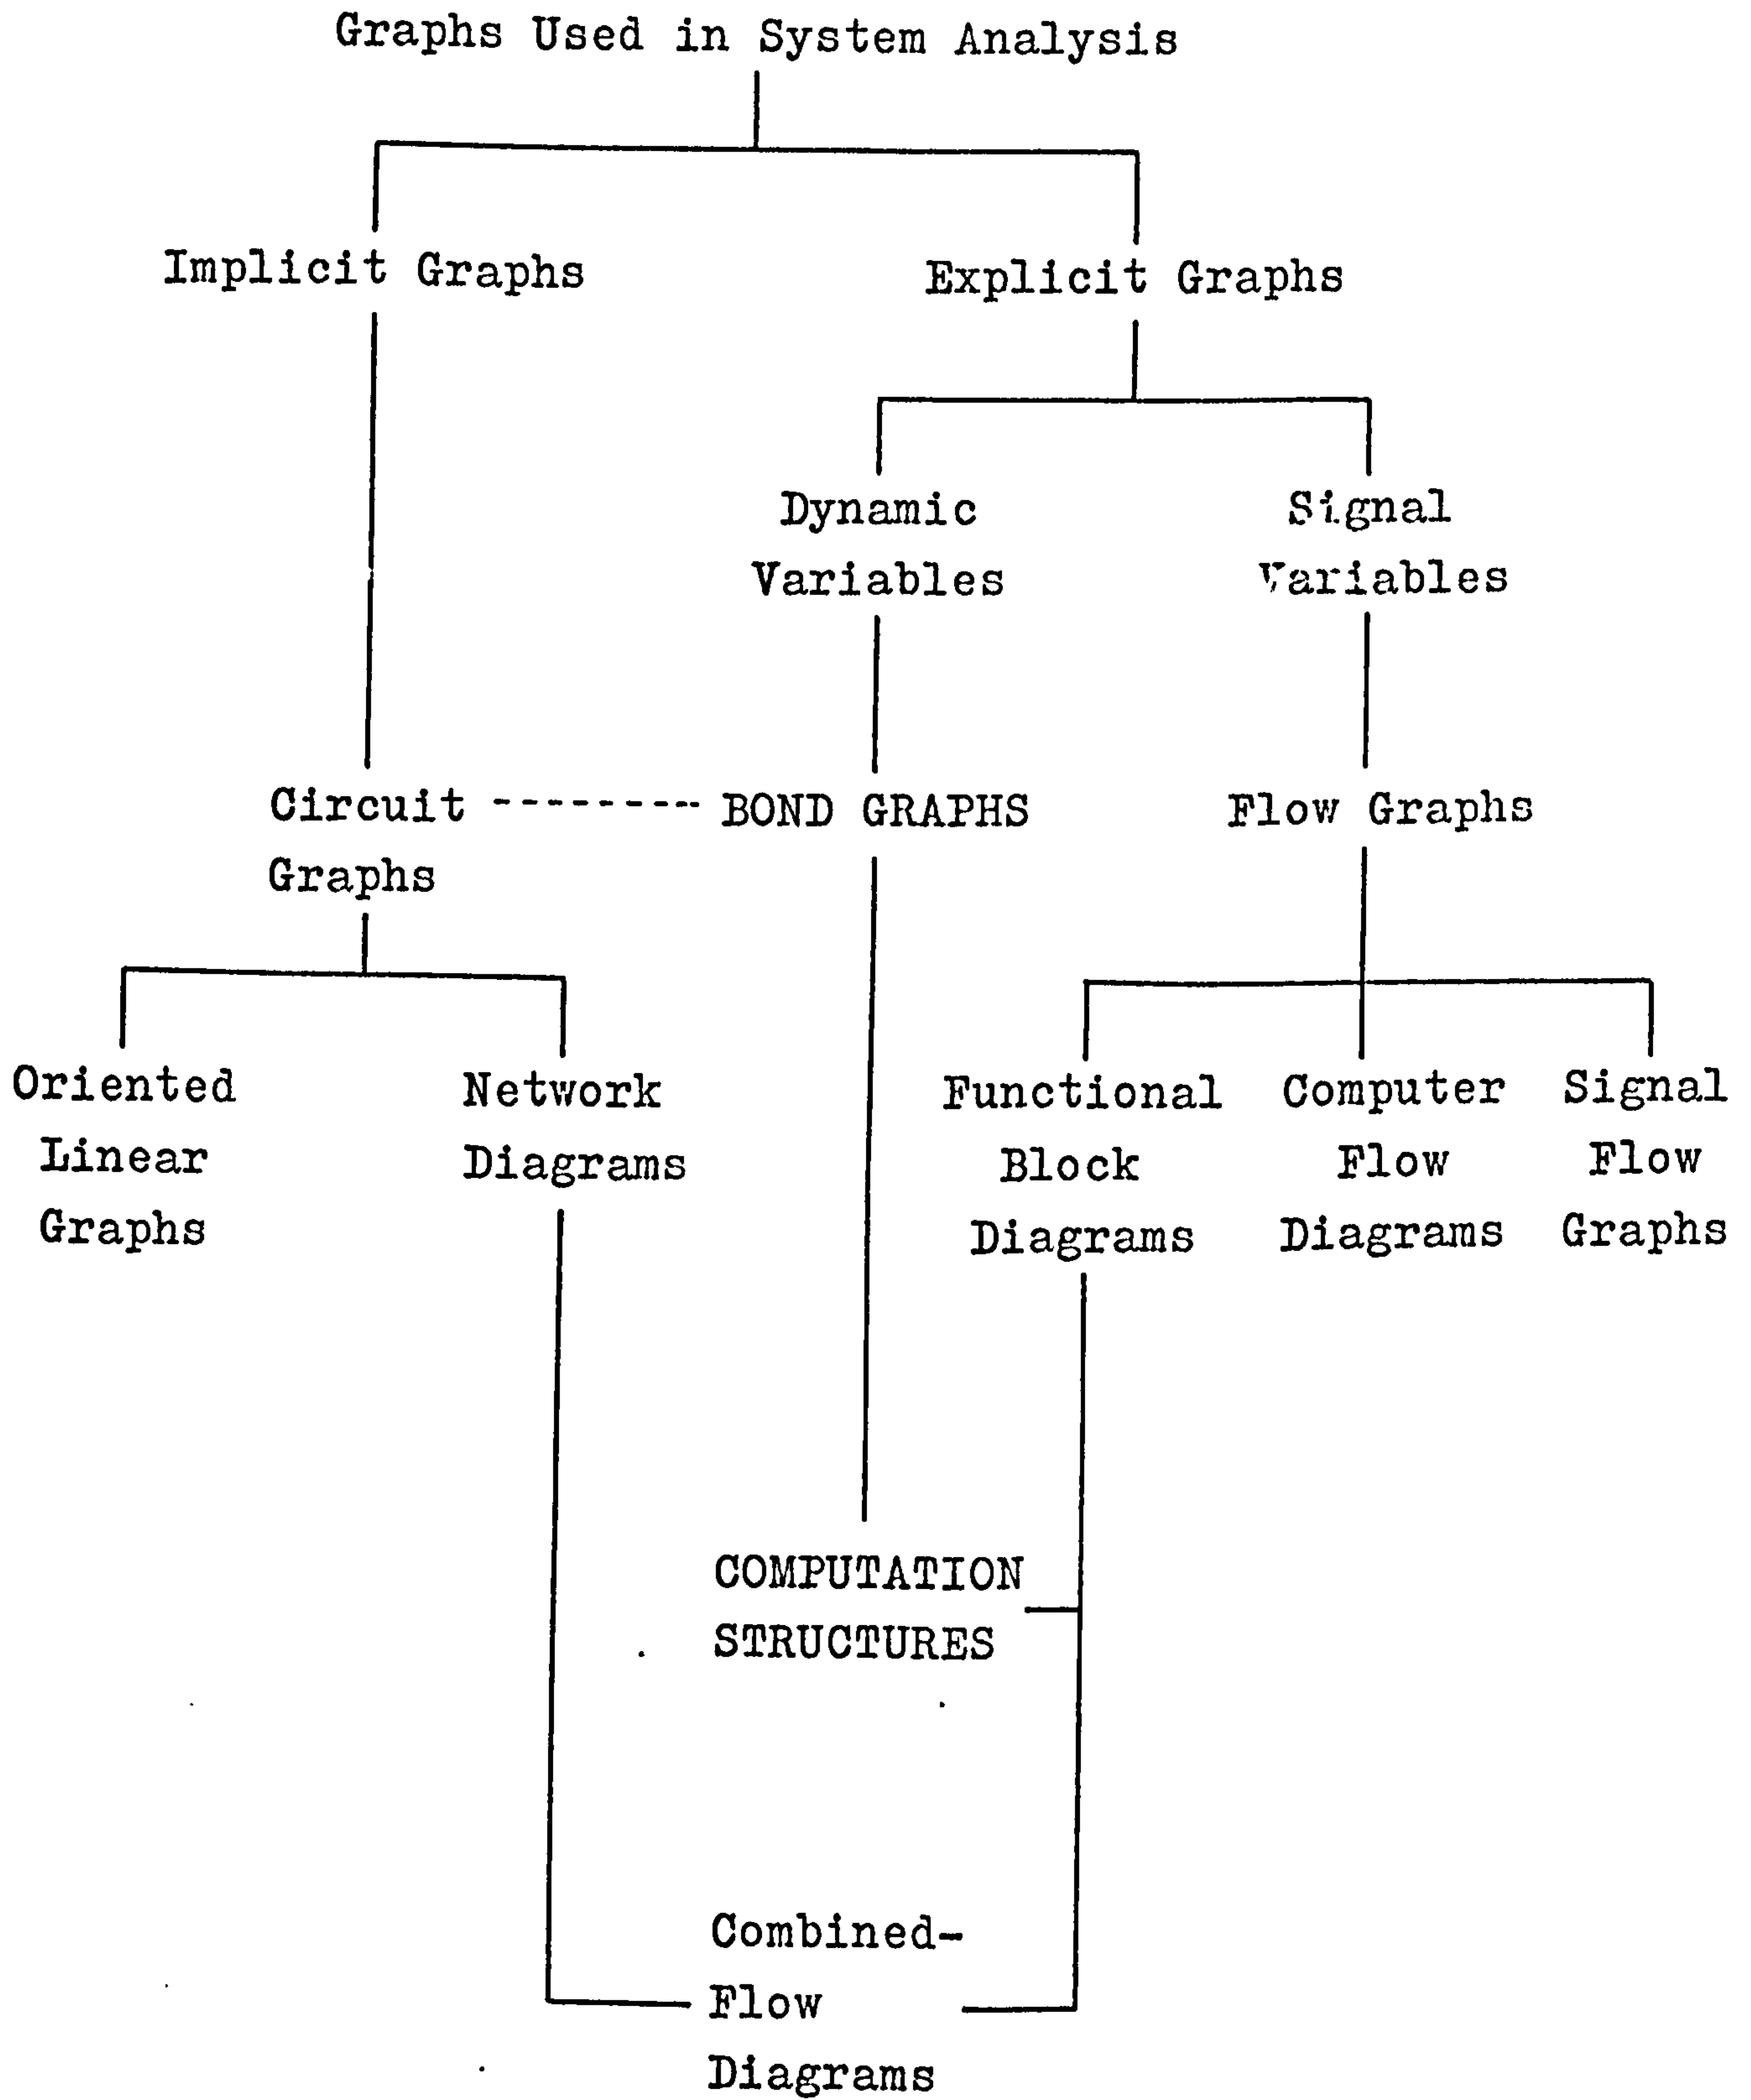 Graphs Used in System Analysis
Implicit Graphs
Explicit Graphs
Dynamic
Variables
Signal
Variables
Circuit
Graphs
BOND GRAPHS
Flow Graphs
Oriented
Linear
Graphs
Network
Diagrams
Functional
Block
Diagrams
Computer
Flow
Diagrams
Signal
Flow
Graphs
COMPUTATION
STRUCTURES
Combined-
Flow
Diagrams